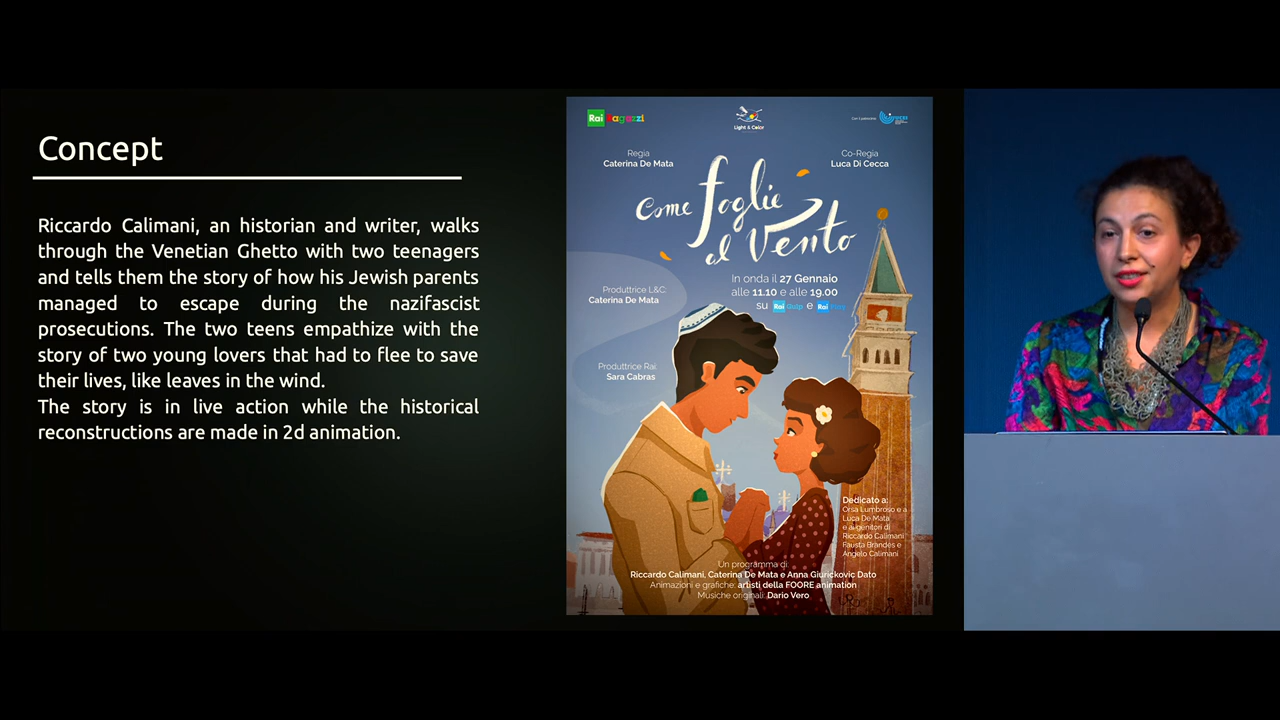 Concept
Riccardo Calimani, an historian and writer, walks
through the Venetian Ghetto with two teenagers
and tells them the story of how his Jewish parents
managed to escape during the nazifascist
prosecutions. The two teens empathize with the
story of two young lovers that had to flee to save
their lives, like leaves in the wind.
The story is in live action while the historical
reconstructions are made in 2d animation.
Rai Ragazzi
Light & Color
Regia
Caterina De Mata
Co-Regia
Luca Di Cecca
Come foglie
al Vento
In onda il 27 Gennaio
alle 11.10 e alle 19.00
su Rai Gulp e Rai
Produttrice L&C:
Caterina De Mata
Produttrice Rai:
Sara Cabras
Dedicato a:
Orsa Lumbroso e a
Luca De Mata
e ai genitori di
Riccardo Calimani
Fausta Brandes e
Angelo Calimani
Un programma di:
Riccardo Calimani, Caterina De Mata e Anna Giurickovic Dato
Animazioni e grafiche: artisti della FOORE animation
Musiche originali: Dario Vero